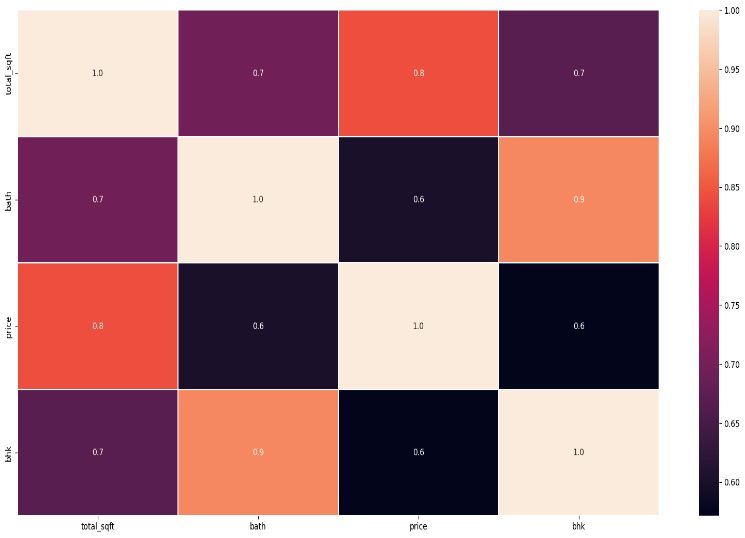 total_sqft 1.0 0.7 0.8 0.7
bath 0.7 1.0 0.6 0.9
price 0.8 0.6 1.0 0.6
bhk 0.7 0.9 0.6 1.0
total_sqft bath price bhk
1.00
0.95
0.90
0.85
0.80
0.75
0.70
0.65
0.60